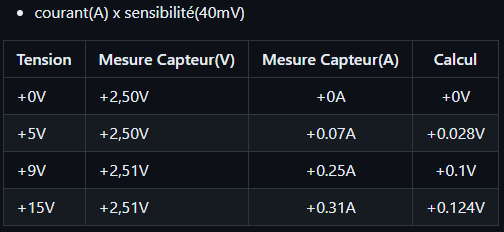 courant(A) x sensibilité(40mV)
Tension Mesure Capteur(V) Mesure Capteur(A) Calcul
+0V +2,50V +0A +0V
+5V +2,50V +0.07A +0.028V
+9V +2,51V +0.25A +0.1V
+15V +2,51V +0.31A +0.124V